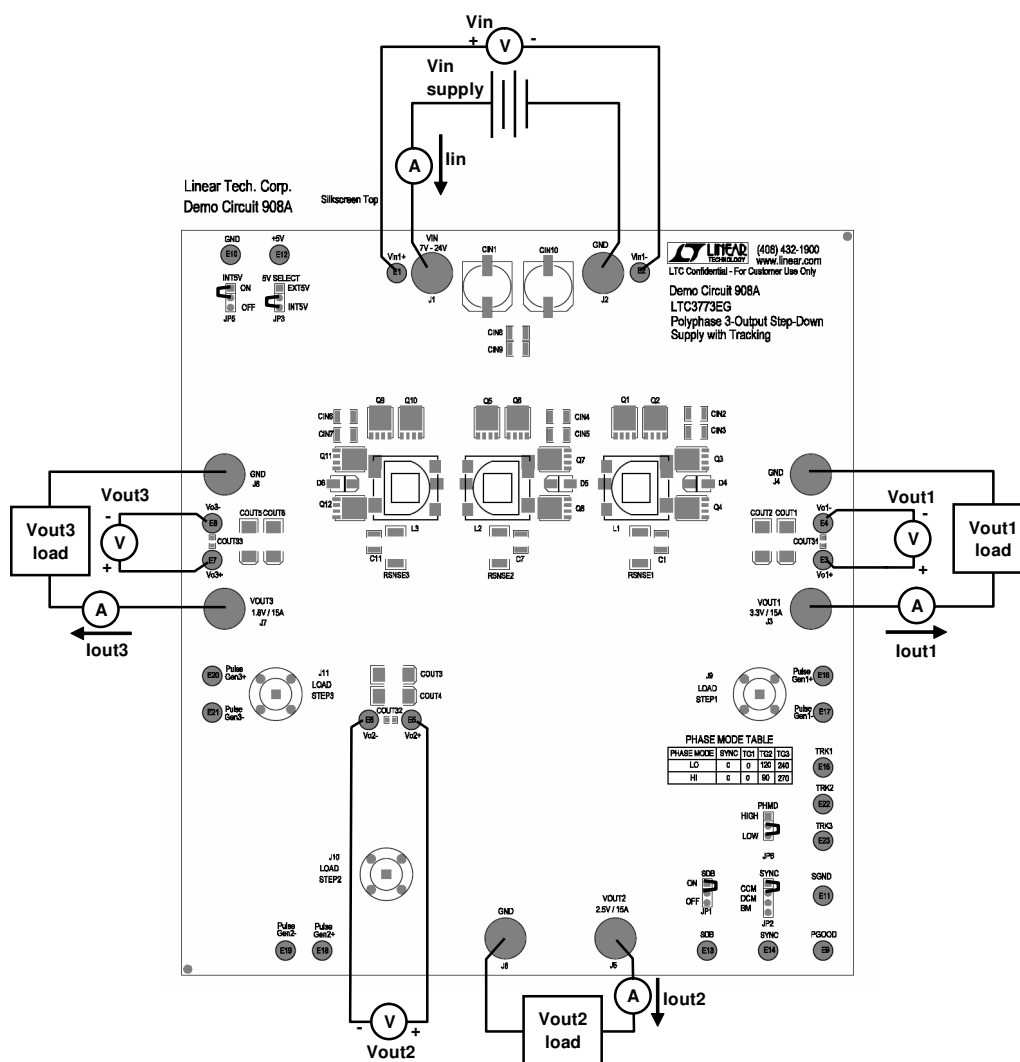 Vin
+ V -
Vin
supply
A
Iin
Linear Tech. Corp.
Demo Circuit 908A
Silkscreen Top
GND
E10
+5V
E12
INT5V
ON
OFF
JP5
5V SELECT
EXT5V
INT5V
JP3
Vin1+
E1
VIN
7V - 24V
J1
CIN1
CIN10
GND
J2
Vin1-
E2
LINEAR
TECHNOLOGY
(408) 432-1900
www.linear.com
LTC Confidential - For Customer Use Only
Demo Circuit 908A
LTC3773EG
Polyphase 3-Output Step-Down
Supply with Tracking
CIN8
CIN9
Q9
Q10
Q5
Q6
Q1
Q2
CIN6
CIN7
CIN4
CIN5
CIN2
CIN3
Q11
D6
Q12
L3
Q7
D5
Q8
L2
Q3
D4
Q4
L1
C11
RSNSE3
C7
RSNSE2
C1
RSNSE1
GND
J8
Vout3
load
Vout3
-
V
+
Vo3-
E8
COUT33
E7
Vo3+
COUT5
COUT6
VOUT3
1.8V / 15A
J7
A
Iout3
GND
J4
COUT2
COUT1
Vo1-
E4
COUT31
E3
Vo1+
Vout1
-
V
+
Vout1
load
VOUT1
3.3V / 15A
J3
A
Iout1
E20
Pulse
Gen3+
E21
Pulse
Gen3-
J11
LOAD
STEP3
COUT3
COUT4
COUT32
E6
Vo2-
E5
Vo2+
J9
LOAD
STEP1
Pulse
Gen1+
E16
Pulse
Gen1-
E17
PHASE MODE TABLE
PHASE MODE SYNC TG1 TG2 TG3
LO 0 0 120 240
HI 0 0 90 270
TRK1
E15
TRK2
E22
TRK3
E23
PHMD
HIGH
LOW
JP6
J10
LOAD
STEP2
SDB
ON
OFF
JP1
SYNC
CCM
DCM
BM
JP2
SGND
E11
Pulse
Gen2-
E19
Pulse
Gen2+
E18
GND
J6
VOUT2
2.5V / 15A
J5
SDB
E13
SYNC
E14
PGOOD
E9
- V +
Vout2
Vout2
load
A
Iout2